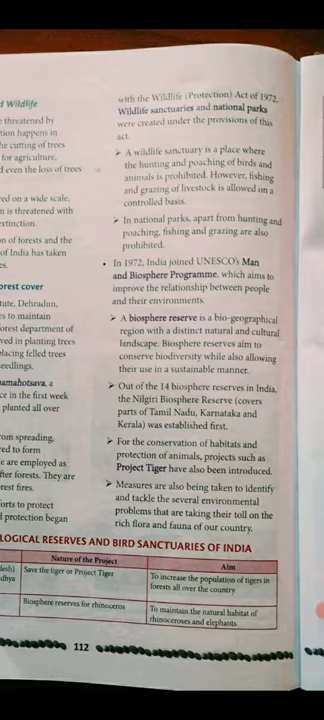 d Wildlife
e threatened by
tion happens in
he cutting of trees
for agriculture,
d even the loss of trees
red on a wide scale,
n is threatened with
extinction.
on of forests and the
of India has taken
es.
orest cover
tute, Dehradun,
es to maintain
forest department of
ved in planting trees
placing felled trees
seedlings.
namahotsava, a
ce in the first week
planted all over
rom spreading,
red to form
e are employed as
fter forests. They are
orest fires.
forts to protect
d protection began
with the Wildlife (Protection) Act of 1972,
Wildlife sanctuaries and national parks
were created under the provisions of this
act.
➤ A wildlife sanctuary is a place where
the hunting and poaching of birds and
animals is prohibited. However, fishing
and grazing of livestock is allowed on a
controlled basis.
➤ In national parks, apart from hunting and
poaching, fishing and grazing are also
prohibited.
• In 1972, India joined UNESCO's Man
and Biosphere Programme, which aims to
improve the relationship between people
and their environments.
➤ A biosphere reserve is a bio-geographical
region with a distinct natural and cultural
landscape. Biosphere reserves aim to
conserve biodiversity while also allowing
their use in a sustainable manner.
➤ Out of the 14 biosphere reserves in India,
the Nilgiri Biosphere Reserve (covers
parts of Tamil Nadu, Karnataka and
Kerala) was established first.
➤ For the conservation of habitats and
protection of animals, projects such as
Project Tiger have also been introduced.
➤ Measures are also being taken to identify
and tackle the several environmental
problems that are taking their toll on the
rich flora and fauna of our country.
LOGICAL RESERVES AND BIRD SANCTUARIES OF INDIA
Nature of the Project Aim
desh) Save the tiger or Project Tiger To increase the population of tigers in
dhya forests all over the country
Biosphere reserves for rhinoceros To maintain the natural habitat of
rhinoceroses and elephants
112